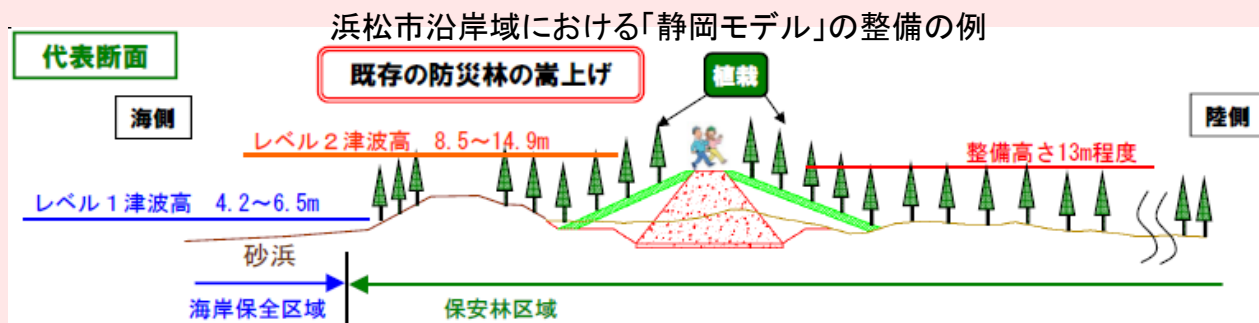 浜松市沿岸域における｢静岡モデル｣の整備の例
代表断面
既存の防災林の嵩上げ
植栽
海側
陸側
レベル２津波高　8.5～14.9m
整備高さ13m程度
レベル１津波高　4.2～6.5m
砂浜
海岸保全区域
保安林区域